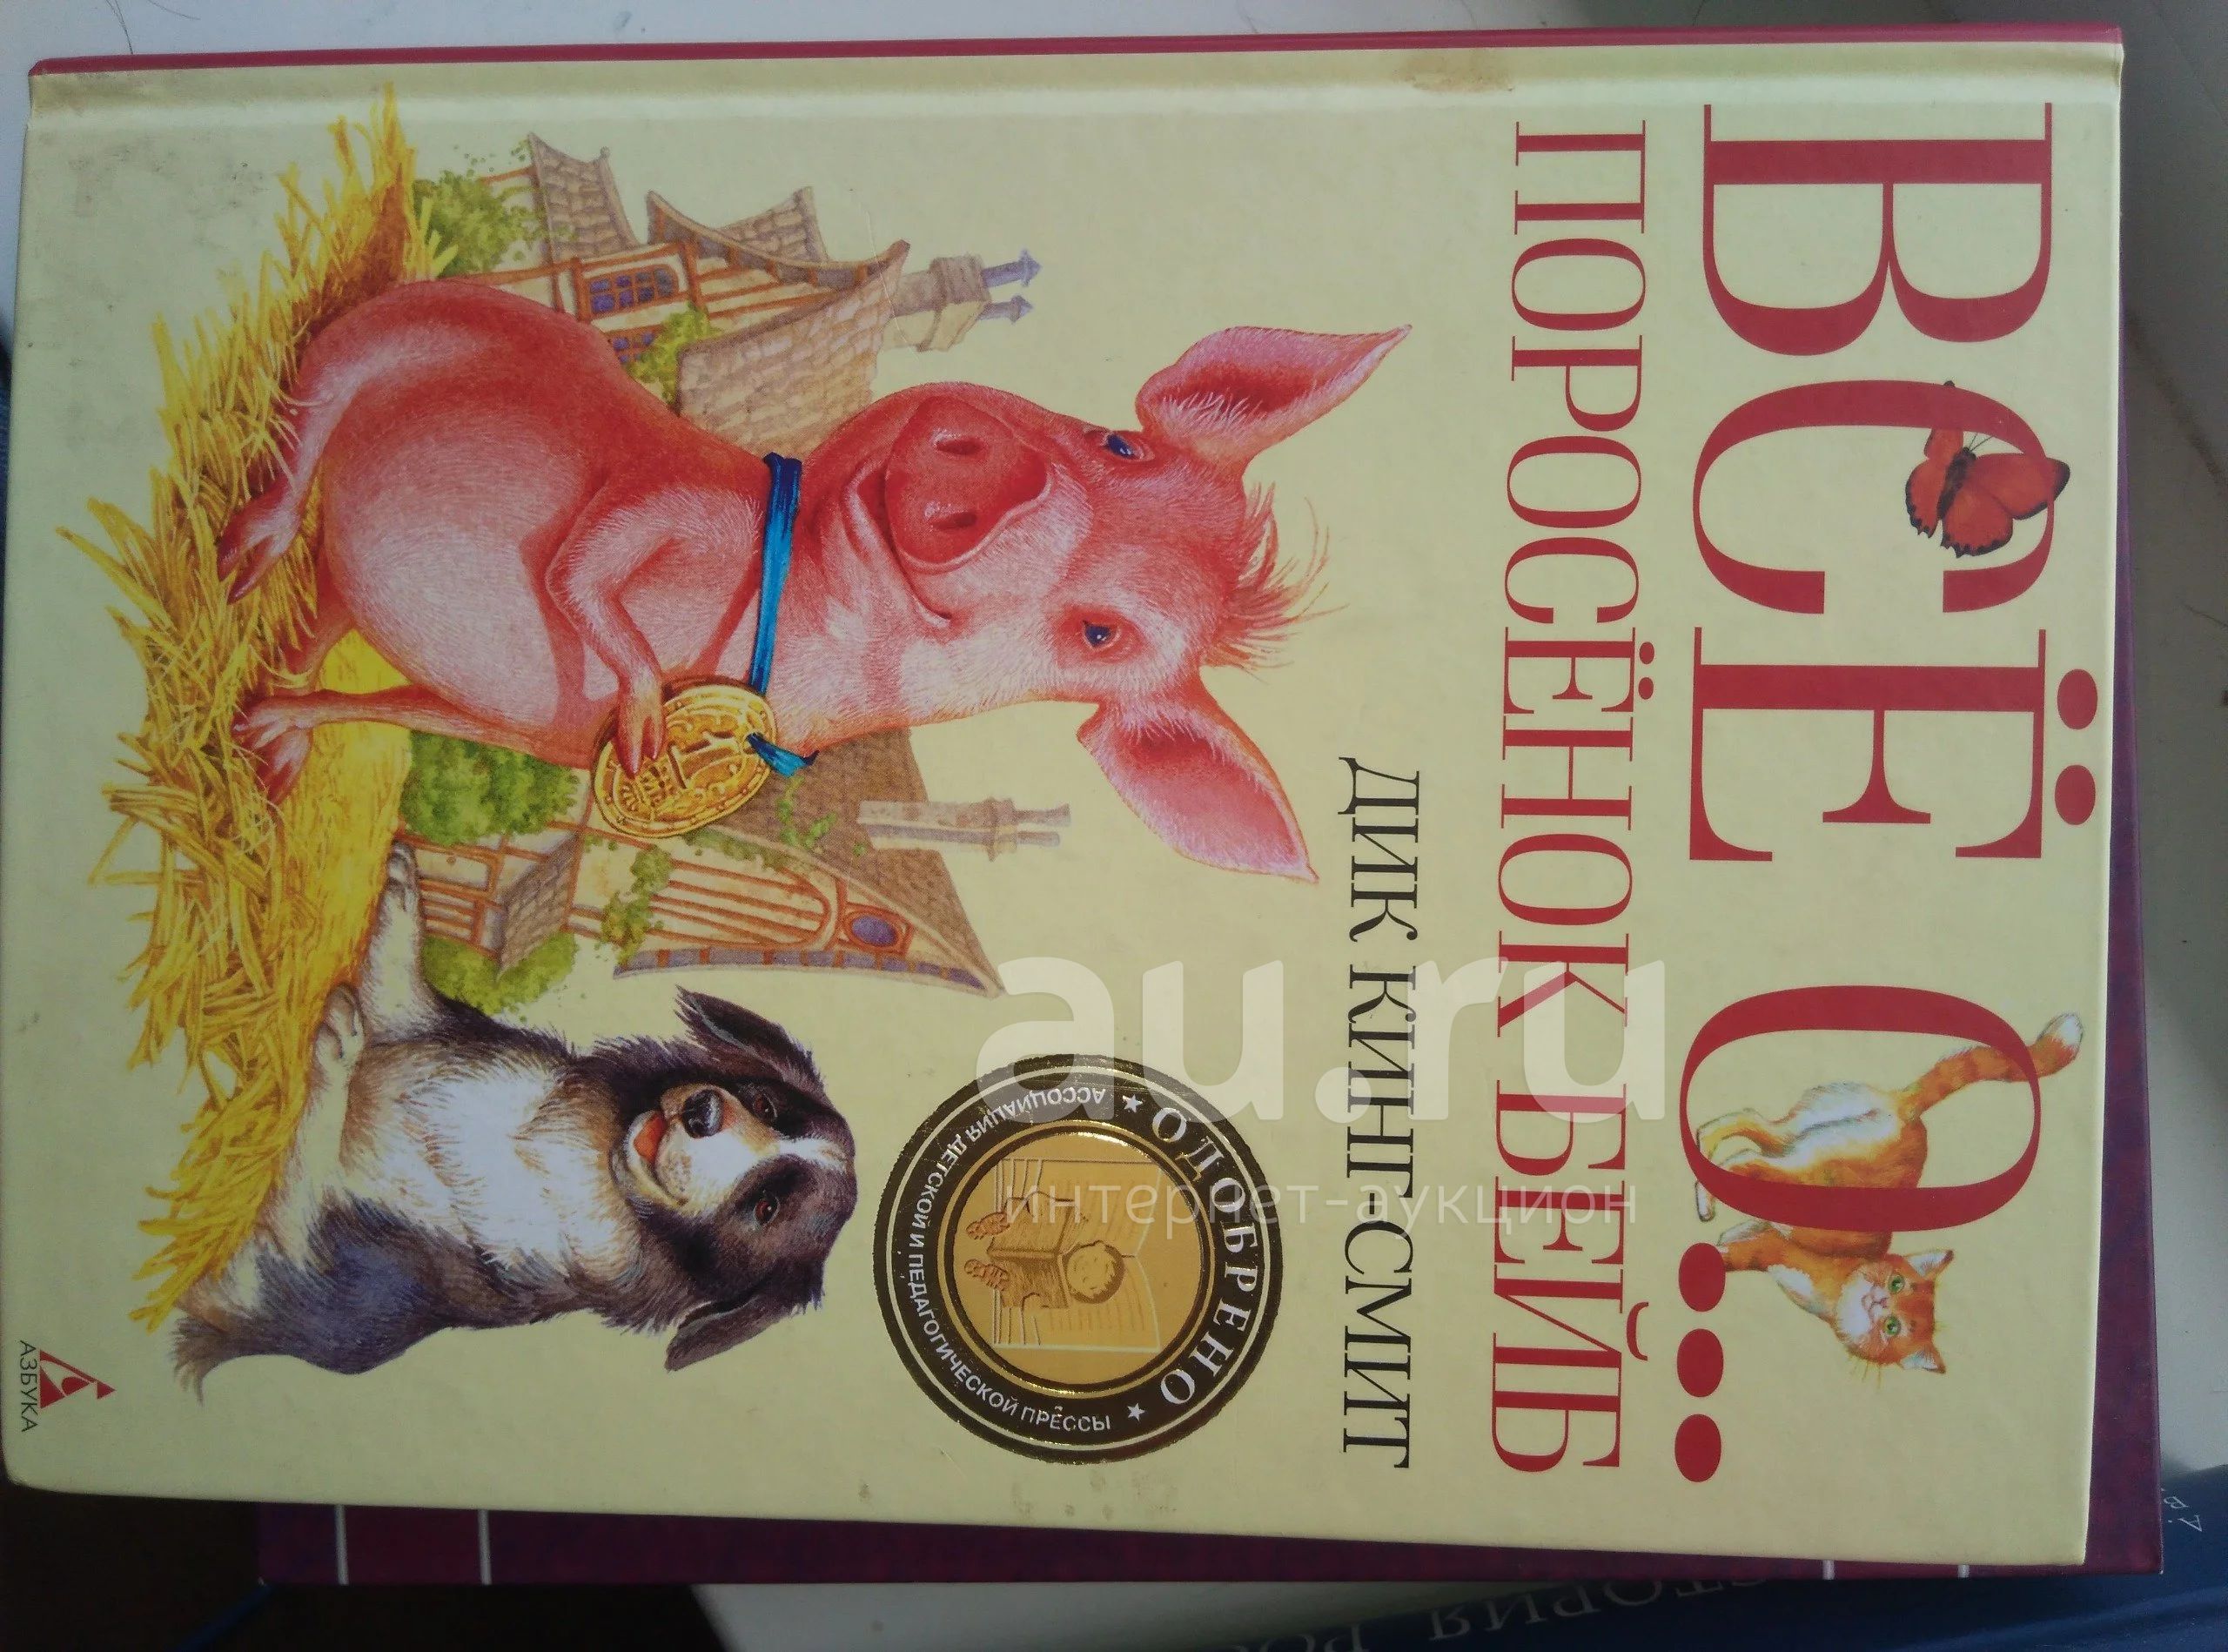 ВСЁ О...
ПОРОСЁНОК БЕЙБ
ДИК КИНГ-СМИТ
★ ОДОБРЕНО ★
АССОЦИАЦИЯ ДЕТСКОЙ И ПЕДАГОГИЧЕСКОЙ ПРЕССЫ
АЗБУКА
au.ru
интернет-аукцион